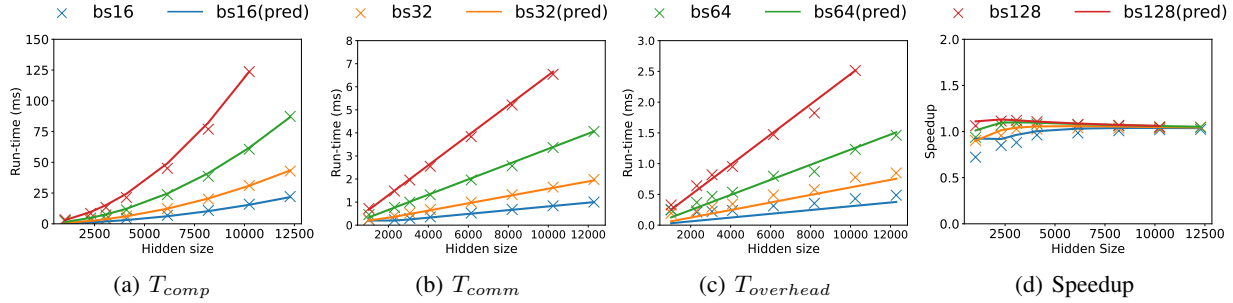 bs16 bs16(pred) bs32 bs32(pred) bs64 bs64(pred) bs128 bs128(pred)
150
125
100
75
50
25
0
Run-time (ms)
2500 5000 7500 10000 12500
Hidden size
(a) T_comp
8
7
6
5
4
3
2
1
0
Run-time (ms)
2000 4000 6000 8000 10000 12000
Hidden size
(b) T_comm
3.0
2.5
2.0
1.5
1.0
0.5
0.0
Run-time (ms)
2000 4000 6000 8000 10000 12000
Hidden size
(c) T_overhead
2.0
1.5
1.0
0.5
0.0
Speedup
2500 5000 7500 10000 12500
Hidden Size
(d) Speedup